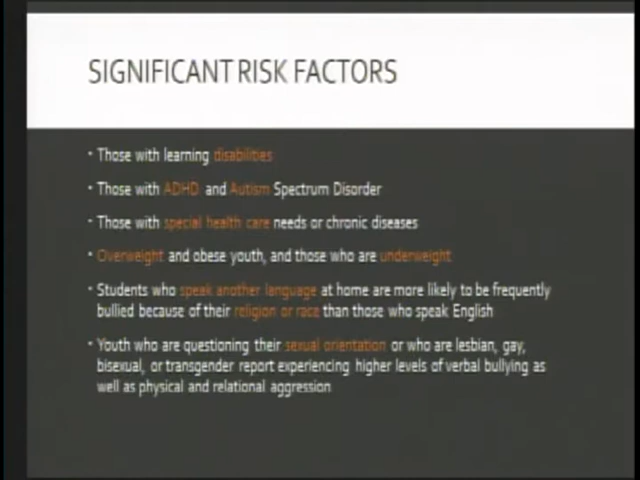 SIGNIFICANT RISK FACTORS
• Those with learning disabilities
• Those with ADHD and Autism Spectrum Disorder
• Those with special health care needs or chronic diseases
• Overweight and obese youth, and those who are underweight
• Students who speak another language at home are more likely to be frequently
bullied because of their religion or race than those who speak English
• Youth who are questioning their sexual orientation or who are lesbian, gay,
bisexual, or transgender report experiencing higher levels of verbal bullying as
well as physical and relational aggression